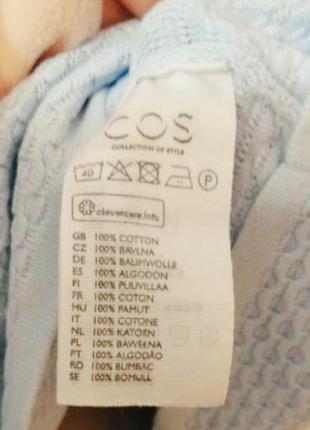 COS
COLLECTION OF STYLE
40 P
clevercare.info
GB 100% COTTON
CZ 100% BAVLNA
DE 100% BAUMWOLLE
ES 100% ALGODÓN
FI 100% PUUVILLAA
FR 100% COTON
HU 100% PAMUT
IT 100% COTONE
NL 100% KATOEN
PL 100% BAWEŁNA
PT 100% ALGODÃO
RO 100% BUMBAC
SE 100% BOMULL